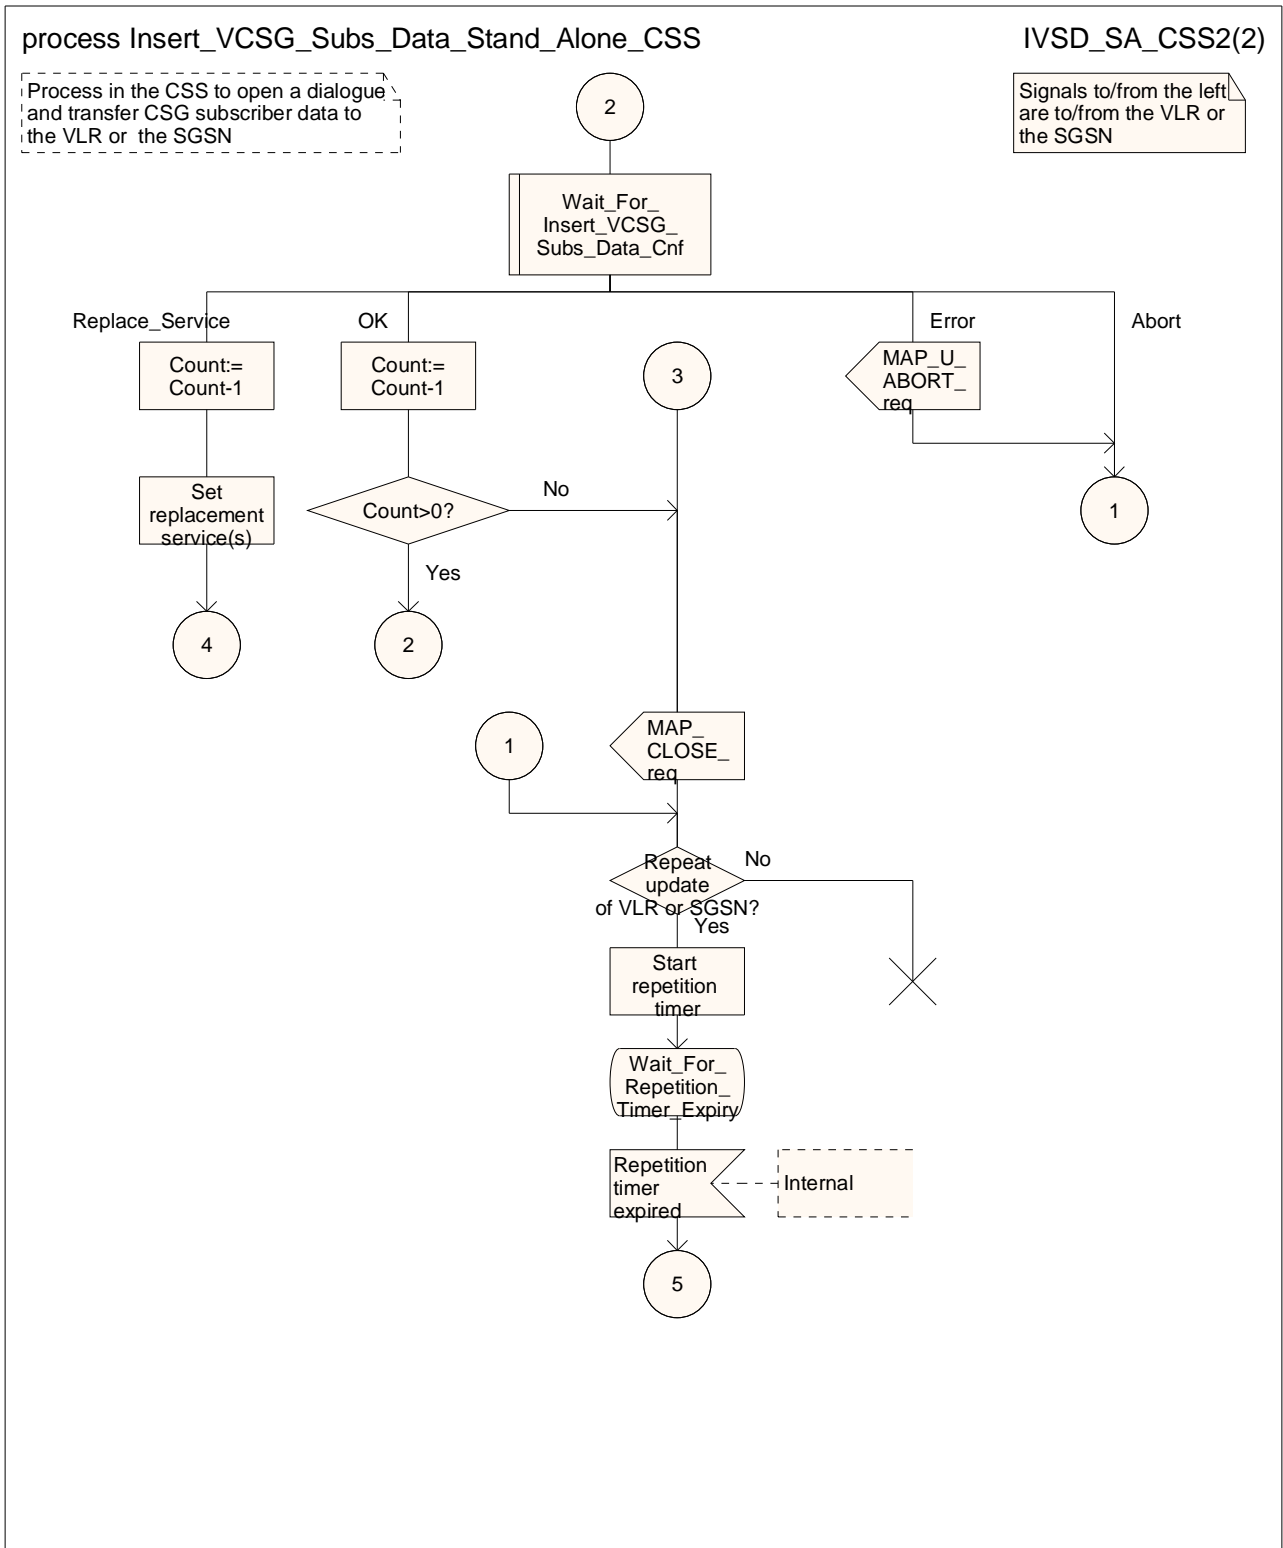 process Insert_VCSG_Subs_Data_Stand_Alone_CSS
IVSD_SA_CSS2(2)
Process in the CSS to open a dialogue
and transfer CSG subscriber data to
the VLR or  the SGSN
2
Signals to/from the left
are to/from the VLR or
the SGSN
Wait_For_
Insert_VCSG_
Subs_Data_Cnf
Replace_Service
OK
Error
Abort
Count:=
Count-1
Count:=
Count-1
3
MAP_U_
ABORT_
req
Set
replacement
service(s)
Count>0?
No
1
Yes
4
2
1
MAP_
CLOSE_
req
Repeat
update
of VLR or SGSN?
No
Yes
Start
repetition
timer
Wait_For_
Repetition_
Timer_Expiry
Repetition
timer
expired
Internal
5